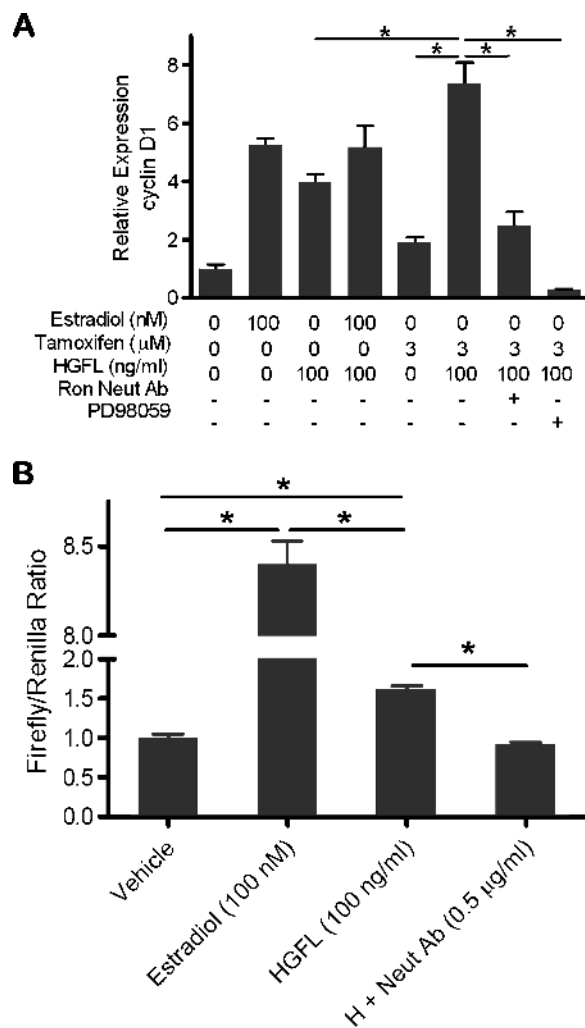 A
*
*
* *
Relative Expression
cyclin D1
8
6
4
2
0
Estradiol (nM) 0 100 0 100 0 0 0 0
Tamoxifen (μM) 0 0 0 0 3 3 3 3
HGFL (ng/ml) 0 0 100 100 0 100 100 100
Ron Neut Ab - - - - - - + -
PD98059 - - - - - - - +
B
*
* *
*
Firefly/Renilla Ratio
8.5
8.0
2.0
1.5
1.0
0.5
0.0
Vehicle
Estradiol (100 nM)
HGFL (100 ng/ml)
H + Neut Ab (0.5 μg/ml)